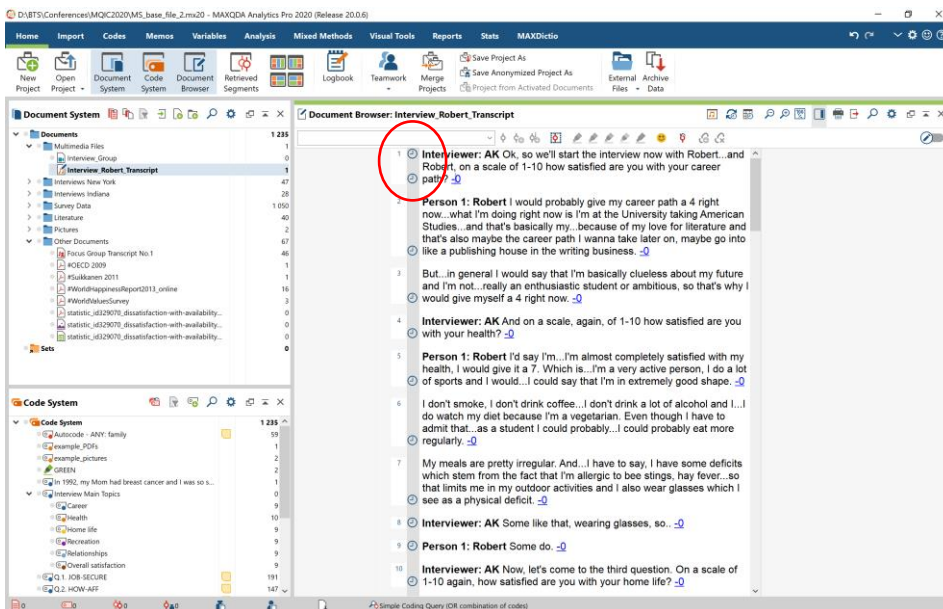 D:\BTS\Conferences\MQIC2020\MS_base_file_2.mx20 - MAXQDA Analytics Pro 2020 (Release 20.0.6)
Home Import Codes Memos Variables Analysis Mixed Methods Visual Tools Reports Stats MAXDictio
New Project
Open Project
Document System
Code System
Document Browser
Retrieved Segments
Logbook
Teamwork
Merge Projects
Save Project As
Save Anonymized Project As
Project from Activated Documents
External Files
Archive Data
Document System
Documents 1 235
Multimedia Files 1
Interview_Group 0
Interview_Robert_Transcript 1
Interviews New York 47
Interviews Indiana 28
Survey Data 1 050
Literature 40
Pictures 2
Other Documents 67
Focus Group Transcript No.1 46
#OECD 2009 1
#Suikkanen 2011 1
#WorldHappinessReport2013_online 16
#WorldValuesSurvey 3
statistic_id329070_dissatisfaction-with-availability... 0
statistic_id329070_dissatisfaction-with-availability... 0
statistic_id329070_dissatisfaction-with-availability... 0
Sets 0
Code System
Code System 1 235
Autocode - ANY: family 59
example_PDFs 1
example_pictures 2
GREEN 2
In 1992, my Mom had breast cancer and I was so s... 1
Interview Main Topics 0
Career 9
Health 10
Home life 9
Recreation 9
Relationships 9
Overall satisfaction 9
Q.1. JOB-SECURE 191
Q.2. HOW-AFF 147
Document Browser: Interview_Robert_Transcript
1 Interviewer: AK Ok, so we'll start the interview now with Robert...and
Robert, on a scale of 1-10 how satisfied are you with your career
path? -0
2 Person 1: Robert I would probably give my career path a 4 right
now...what I'm doing right now is I'm at the University taking American
Studies...and that's basically my...because of my love for literature and
that's also maybe the career path I wanna take later on, maybe go into
like a publishing house in the writing business. -0
3 But...in general I would say that I'm basically clueless about my future
and I'm not...really an enthusiastic student or ambitious, so that's why I
would give myself a 4 right now. -0
4 Interviewer: AK And on a scale, again, of 1-10 how satisfied are you
with your health? -0
5 Person 1: Robert I'd say I'm...I'm almost completely satisfied with my
health, I would give it a 7. Which is...I'm a very active person, I do a lot
of sports and I would...I could say that I'm in extremely good shape. -0
6 I don't smoke, I don't drink coffee...I don't drink a lot of alcohol and I...I
do watch my diet because I'm a vegetarian. Even though I have to
admit that...as a student I could probably...I could probably eat more
regularly. -0
7 My meals are pretty irregular. And...I have to say, I have some deficits
which stem from the fact that I'm allergic to bee stings, hay fever...so
that limits me in my outdoor activities and I also wear glasses which I
see as a physical deficit. -0
8 Interviewer: AK Some like that, wearing glasses, so.. -0
9 Person 1: Robert Some do. -0
10 Interviewer: AK Now, let's come to the third question. On a scale of
1-10 again, how satisfied are you with your home life? -0
0 0 0 0
Simple Coding Query (OR combination of codes)